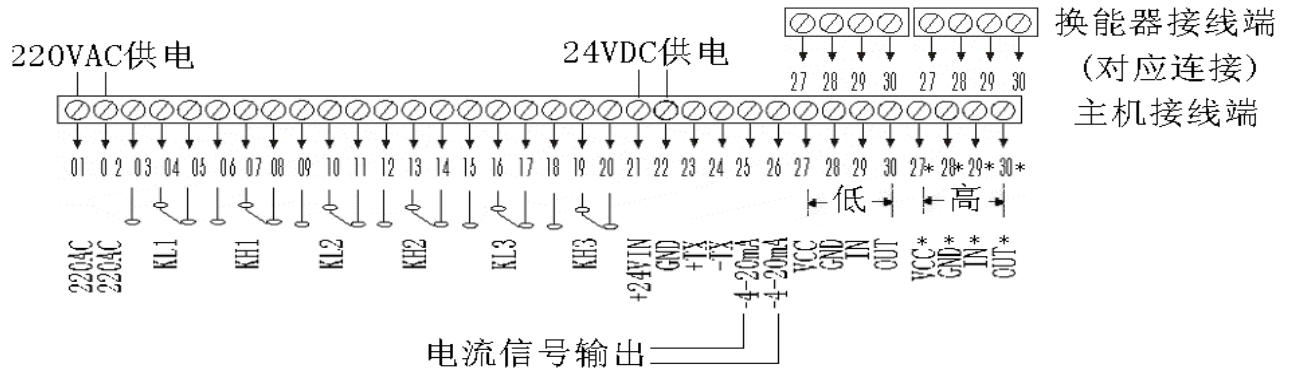 换能器接线端
(对应连接)
主机接线端
220VAC供电
24VDC供电
27 28 29 30 27 28 29 30
01 02 03 04 05 06 07 08 09 10 11 12 13 14 15 16 17 18 19 20 21 22 23 24 25 26 27 28 29 30 27* 28* 29* 30*
低 高
220AC 220AC KL1 KH1 KL2 KH2 KL3 KH3 +24VIN GND +TX -TX -4-20mA -4-20mA VCC GND IN OUT VCC* GND* IN* OUT*
电流信号输出